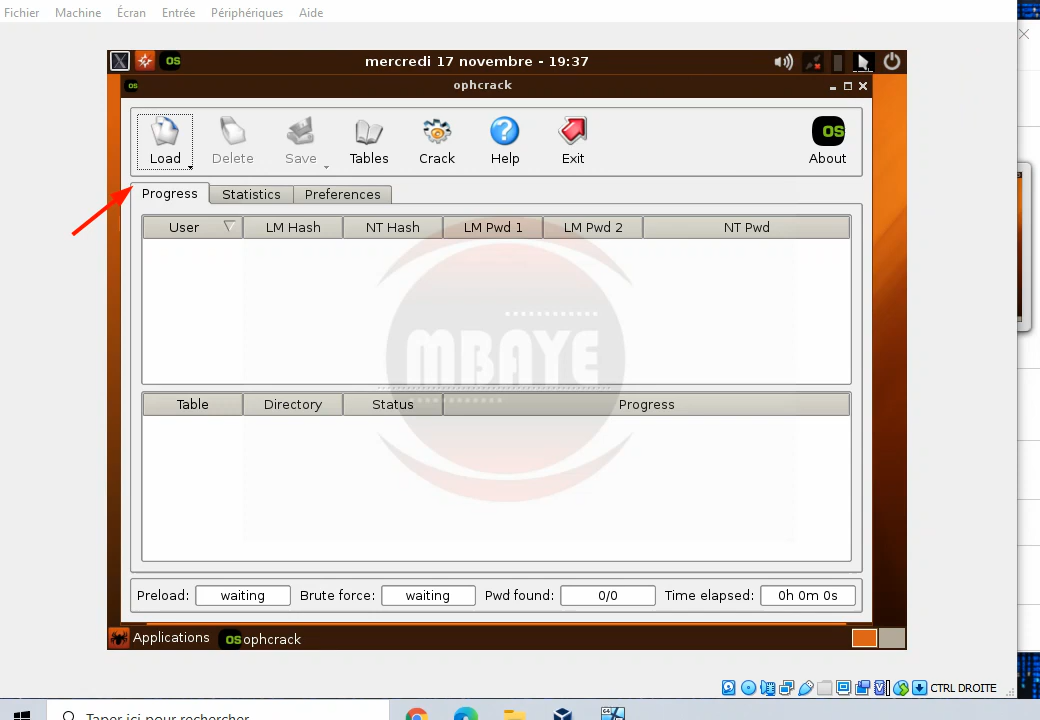 Fichier Machine Écran Entrée Périphériques Aide
mercredi 17 novembre - 19:37
os ophcrack
Load Delete Save Tables Crack Help Exit OS About
Progress Statistics Preferences
User LM Hash NT Hash LM Pwd 1 LM Pwd 2 NT Pwd
MBAYE
Table Directory Status Progress
Preload: waiting Brute force: waiting Pwd found: 0/0 Time elapsed: 0h 0m 0s
Applications OS ophcrack
CTRL DROITE
Taper ici pour rechercher